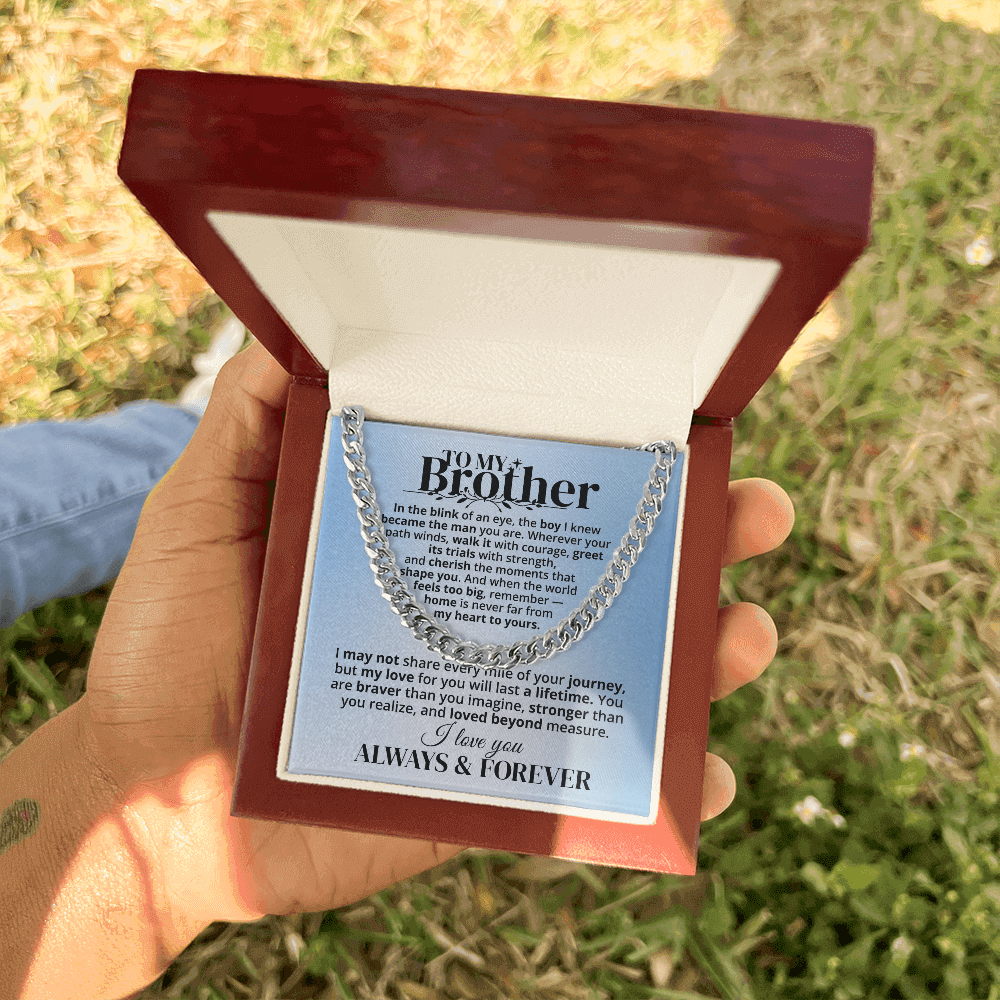 TO MY
Brother
In the blink of an eye, the boy I knew
became the man you are. Wherever your
path winds, walk it with courage, greet
its trials with strength,
and cherish the moments that
shape you. And when the world
feels too big, remember —
home is never far from
my heart to yours.
I may not share every mile of your journey,
but my love for you will last a lifetime. You
are braver than you imagine, stronger than
you realize, and loved beyond measure.
I love you
ALWAYS & FOREVER